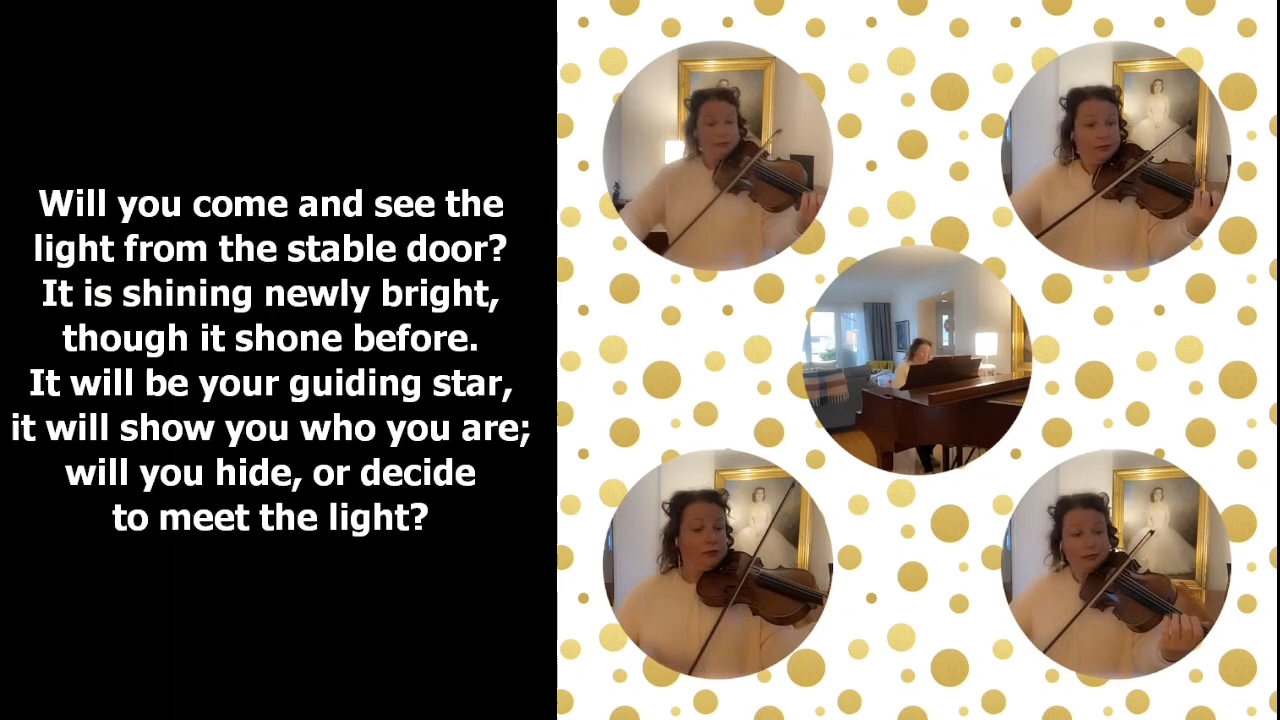 Will you come and see the
light from the stable door?
It is shining newly bright,
though it shone before.
It will be your guiding star,
it will show you who you are;
will you hide, or decide
to meet the light?